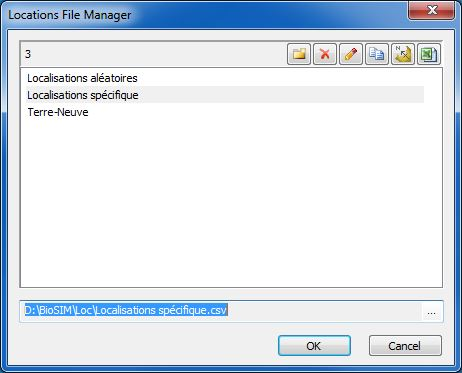 Locations File Manager
3
Localisations aléatoires
Localisations spécifique
Terre-Neuve
D:\BioSIM\Loc\Localisations spécifique.csv
...
OK
Cancel